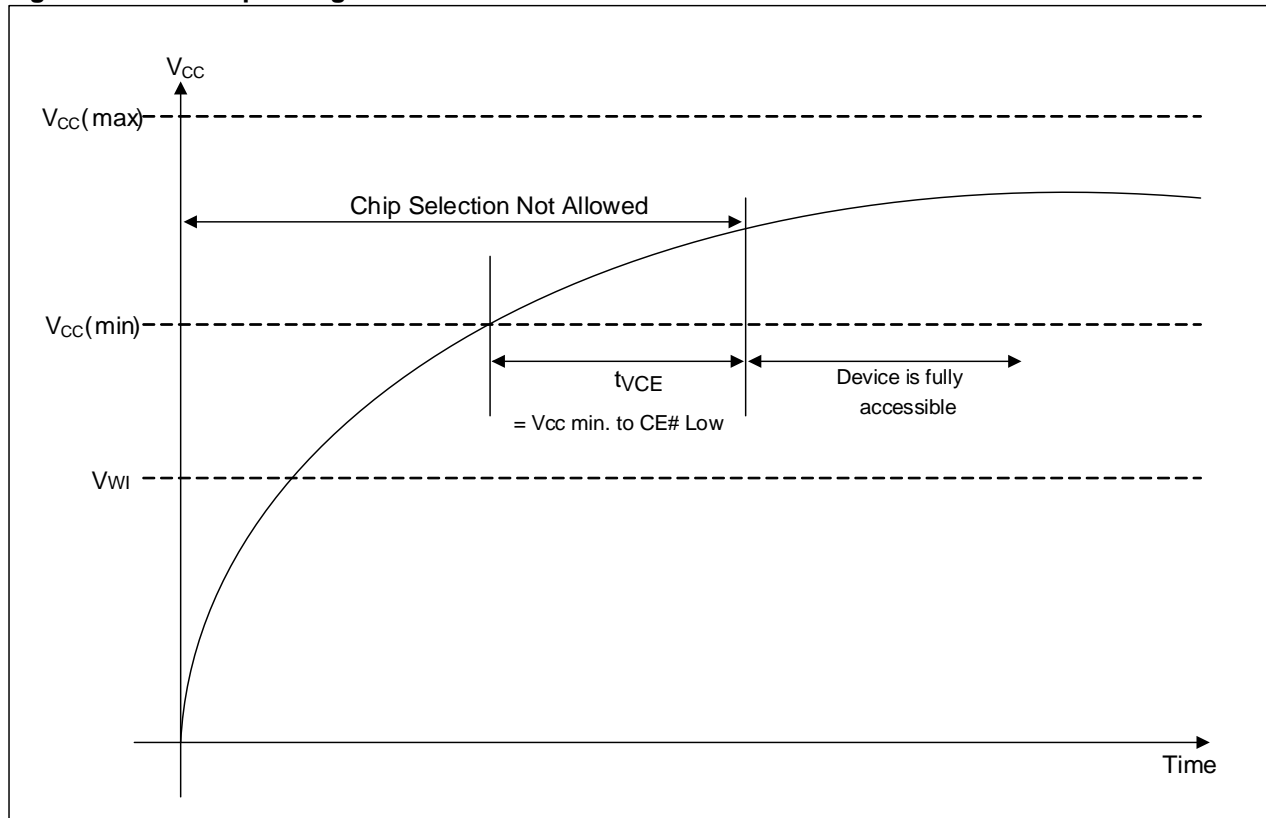 VCC
VCC(max)
Chip Selection Not Allowed
VCC(min)
tVCE
= Vcc min. to CE# Low
Device is fully
accessible
VWI
Time